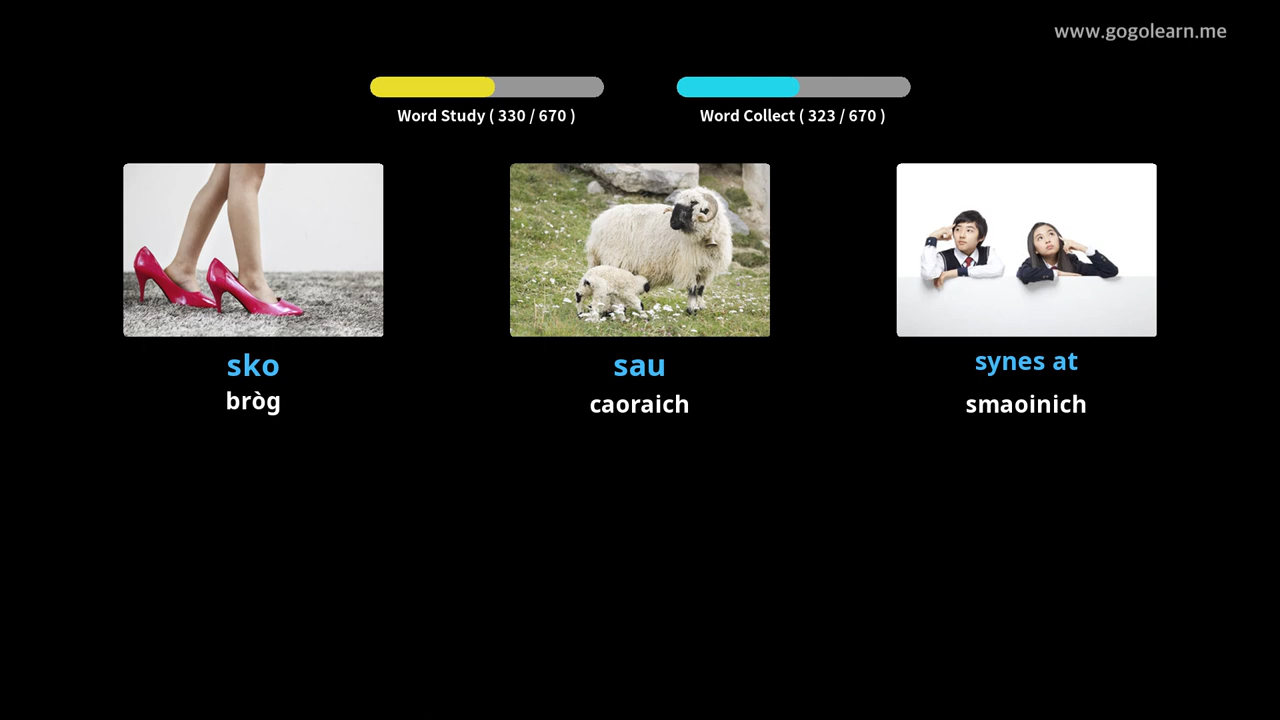 www.gogolearn.me
Word Study ( 330 / 670 )
Word Collect ( 323 / 670 )
sko
sau
synes at
bròg
caoraich
smaoinich